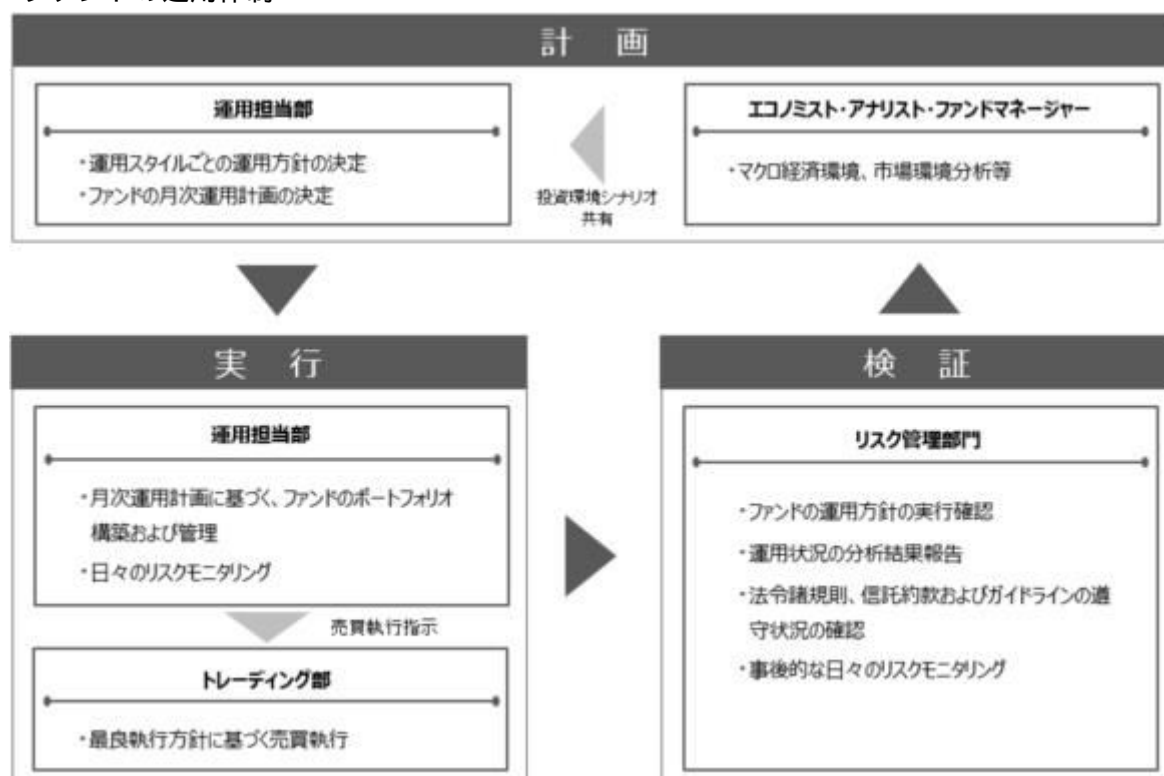 計 画
運用担当部
・運用スタイルごとの運用方針の決定
・ファンドの月次運用計画の決定
投資環境シナリオ
共有
エコノミスト・アナリスト・ファンドマネージャー
・マクロ経済環境、市場環境分析等
実 行
運用担当部
・月次運用計画に基づく、ファンドのポートフォリオ
構築および管理
・日々のリスクモニタリング
売買執行指示
トレーディング部
・最良執行方針に基づく売買執行
検 証
リスク管理部門
・ファンドの運用方針の実行確認
・運用状況の分析結果報告
・法令諸規則、信託約款およびガイドラインの遵
守状況の確認
・事後的な日々のリスクモニタリング